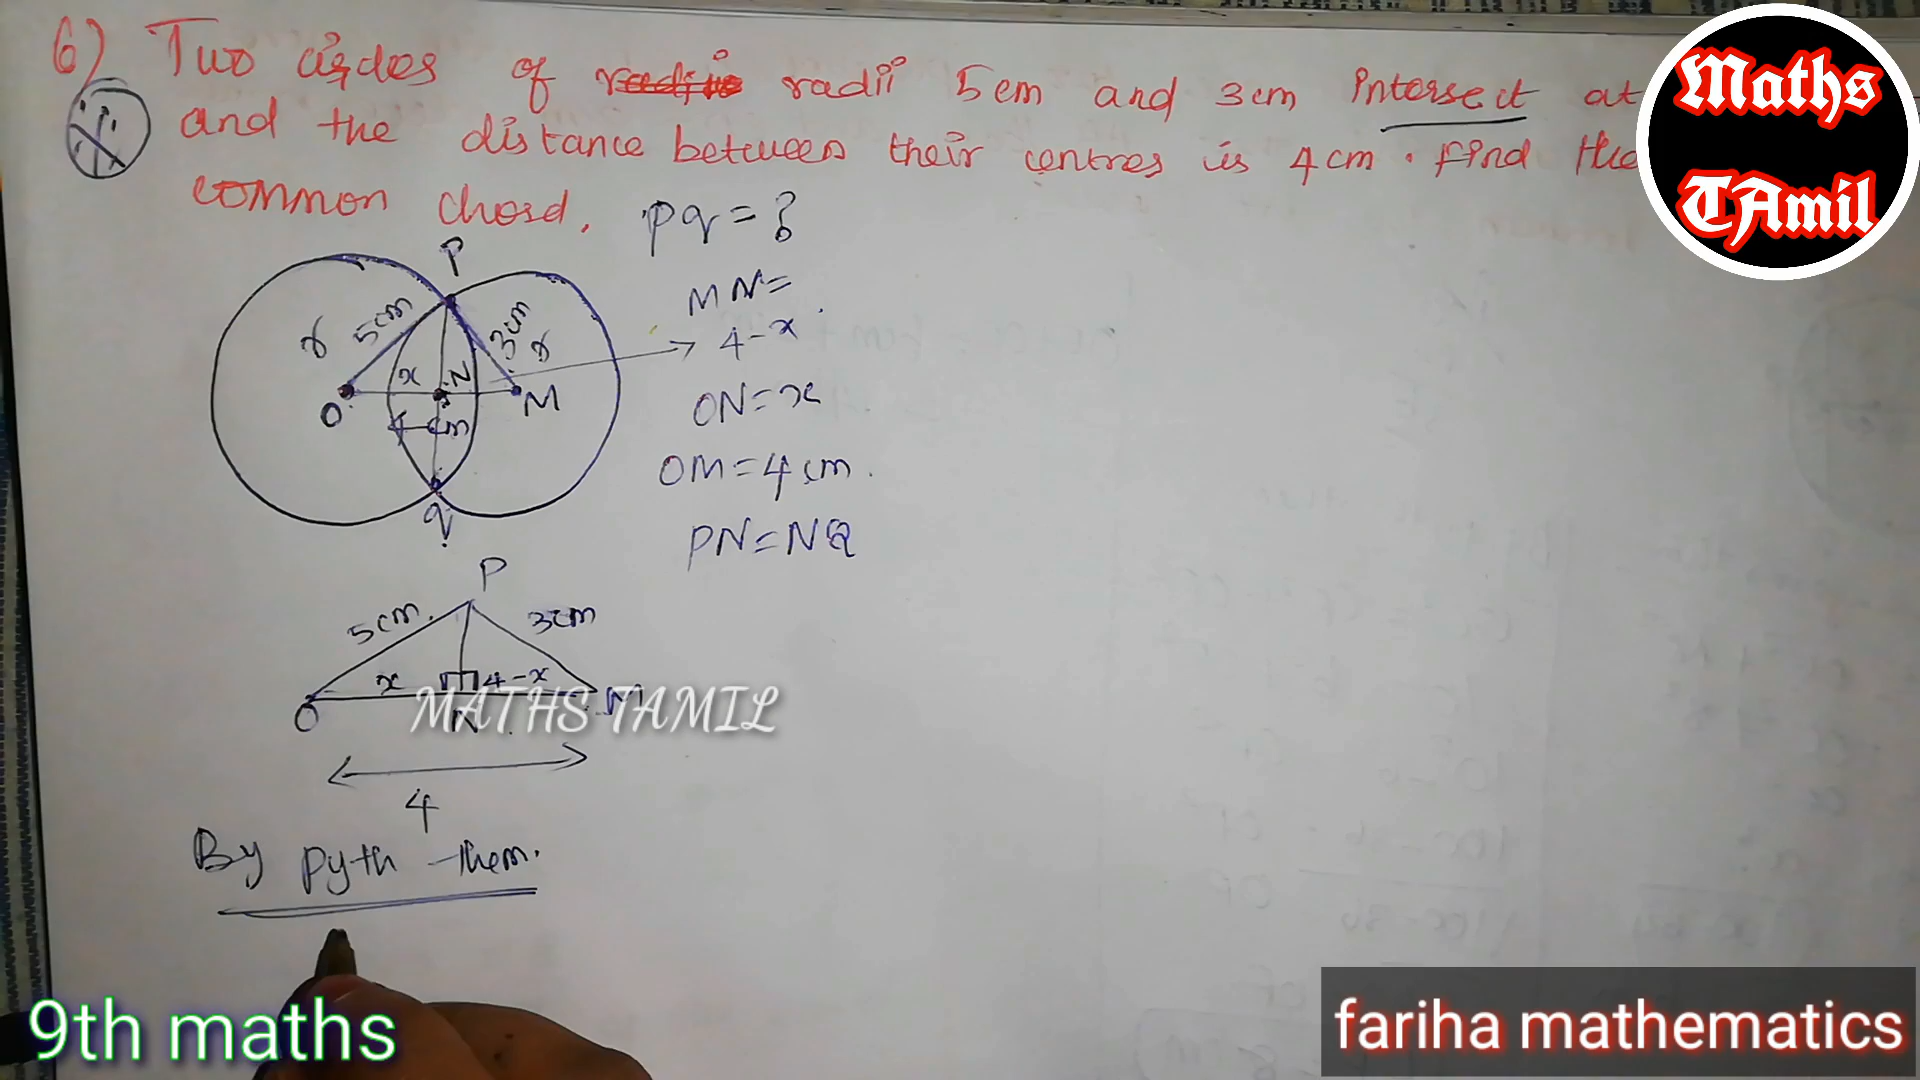 6) Two circles of radii 5cm and 3cm intersect at
and the distance between their centres is 4cm. Find the
common chord.
Pq = ?
P
MN =
4-x
5cm
3cm
r
x
N
O
M
4cm
q
ON = x
OM = 4cm.
PN = NQ
P
5cm.
3cm
x
4-x
O
N
M
MATHS TAMIL
4
By Pyth -them.
Maths
TAmil
9th maths
fariha mathematics